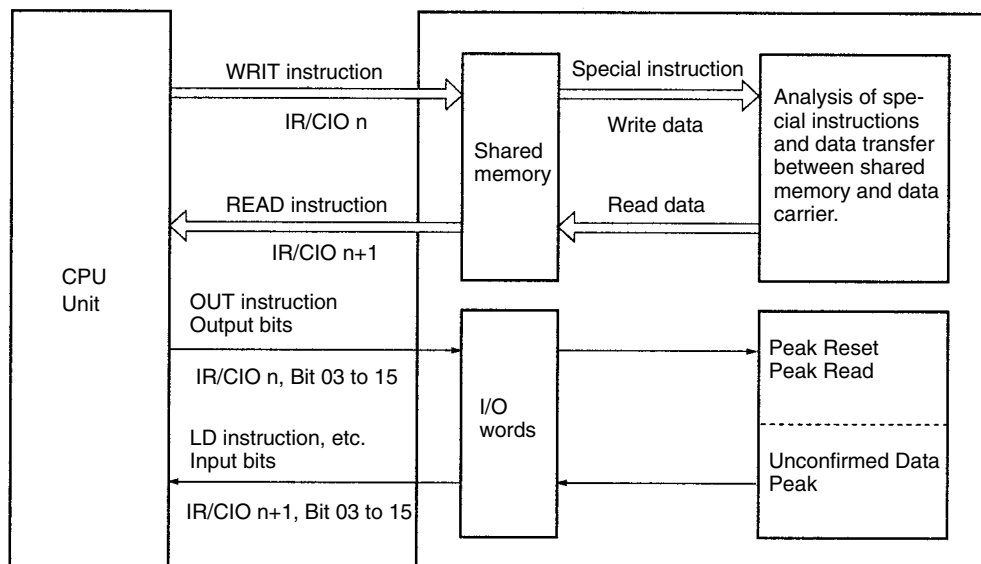 WRIT instruction
IR/CIO n
Special instruction
Write data
Shared
memory
Analysis of spe-
cial instructions
and data transfer
between shared
memory and data
carrier.
READ instruction
IR/CIO n+1
Read data
CPU
Unit
OUT instruction
Output bits
IR/CIO n, Bit 03 to 15
I/O
words
Peak Reset
Peak Read
LD instruction, etc.
Input bits
IR/CIO n+1, Bit 03 to 15
Unconfirmed Data
Peak